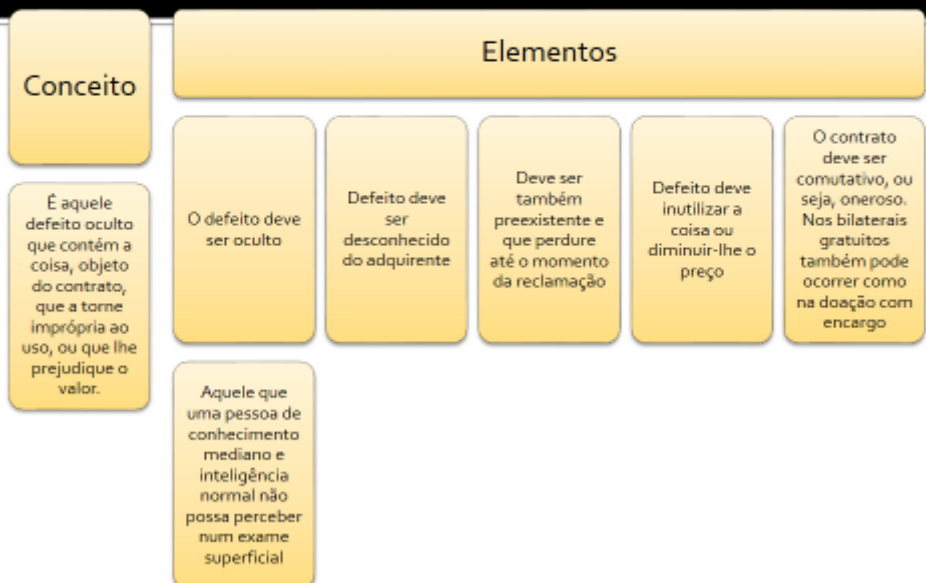 Conceito
Elementos
É aquele
defeito oculto
que contém a
coisa, objeto
do contrato,
que a torne
imprópria ao
uso, ou que lhe
prejudique o
valor.
O defeito deve
ser oculto
Aquele que
uma pessoa de
conhecimento
mediano e
inteligência
normal não
possa perceber
num exame
superficial
Defeito deve
ser
desconhecido
do adquirente
Deve ser
também
preexistente e
que perdure
até o momento
da reclamação
Defeito deve
inutilizar a
coisa ou
diminuir-lhe o
preço
O contrato
deve ser
comutativo, ou
seja, oneroso.
Nos bilaterais
gratuitos
também pode
ocorrer como
na doação com
encargo